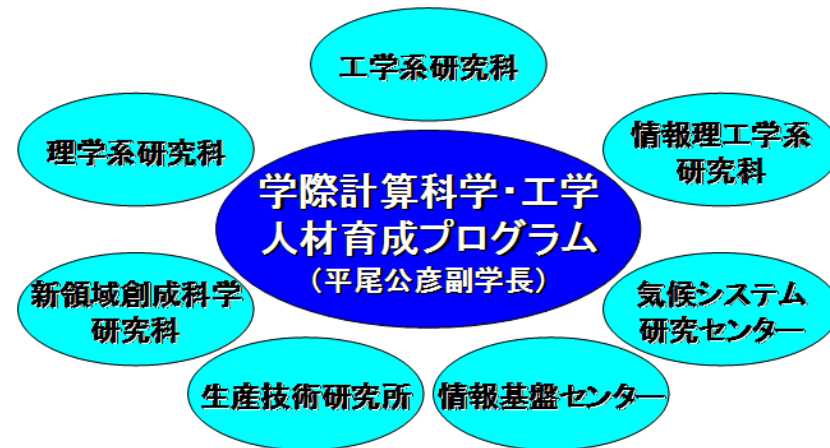 工学系研究科
理学系研究科
情報理工学系
研究科
学際計算科学・工学
人材育成プログラム
(平尾公彦副学長)
新領域創成科学
研究科
気候システム
研究センター
生産技術研究所
情報基盤センター